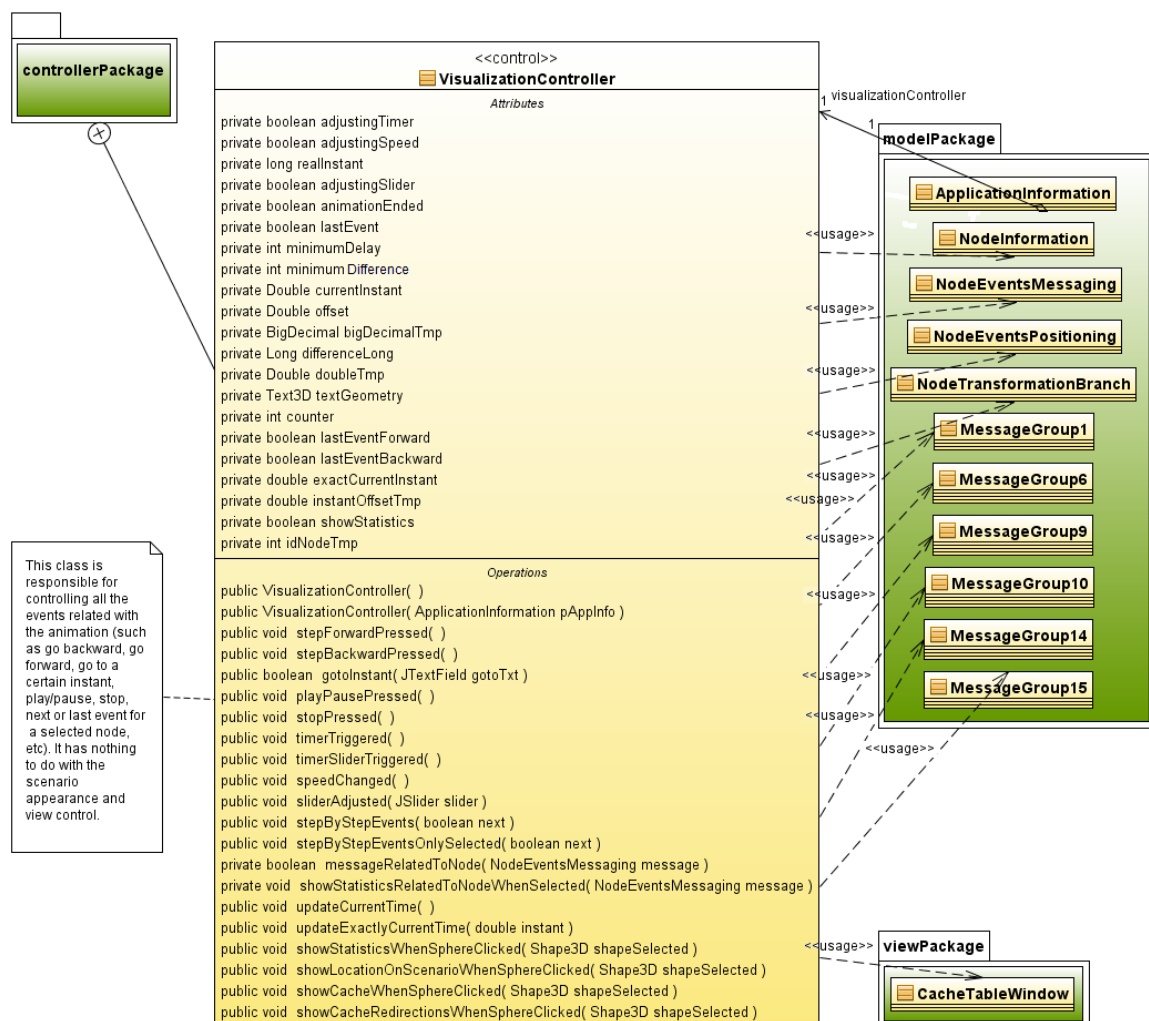 controllerPackage
<<control>>
VisualizationController
Attributes
private boolean adjustingTimer
private boolean adjustingSpeed
private long realInstant
private boolean adjustingSlider
private boolean animationEnded
private boolean lastEvent
private int minimumDelay
private int minimumDifference
private Double currentInstant
private Double offset
private BigDecimal bigDecimalTmp
private Long differenceLong
private Double doubleTmp
private Text3D textGeometry
private int counter
private boolean lastEventForward
private boolean lastEventBackward
private double exactCurrentInstant
private double instantOffsetTmp
private boolean showStatistics
private int idNodeTmp
Operations
public VisualizationController( )
public VisualizationController( ApplicationInformation pAppInfo )
public void stepForwardPressed( )
public void stepBackwardPressed( )
public boolean gotoInstant( JTextField gotoTxt )
public void playPausePressed( )
public void stopPressed( )
public void timerTriggered( )
public void timerSliderTriggered( )
public void speedChanged( )
public void sliderAdjusted( JSlider slider )
public void stepByStepEvents( boolean next )
public void stepByStepEventsOnlySelected( boolean next )
private boolean messageRelatedToNode( NodeEventsMessaging message )
private void showStatisticsRelatedToNodeWhenSelected( NodeEventsMessaging message )
public void updateCurrentTime( )
public void updateExactlyCurrentTime( double instant )
public void showStatisticsWhenSphereClicked( Shape3D shapeSelected )
public void showLocationOnScenarioWhenSphereClicked( Shape3D shapeSelected )
public void showCacheWhenSphereClicked( Shape3D shapeSelected )
public void showCacheRedirectionsWhenSphereClicked( Shape3D shapeSelected )
This class is
responsible for
controlling all the
events related with
the animation (such
as go backward, go
forward, go to a
certain instant,
play/pause, stop,
next or last event for
a selected node,
etc). It has nothing
to do with the
scenario
appearance and
view control.
1 visualizationController
1
modelPackage
ApplicationInformation
NodeInformation
NodeEventsMessaging
NodeEventsPositioning
NodeTransformationBranch
MessageGroup1
MessageGroup6
MessageGroup9
MessageGroup10
MessageGroup14
MessageGroup15
<<usage>>
<<usage>>
<<usage>>
<<usage>>
<<usage>>
<<usage>>
<<usage>>
<<usage>>
<<usage>>
<<usage>>
<<usage>>
<<usage>>
viewPackage
CacheTableWindow